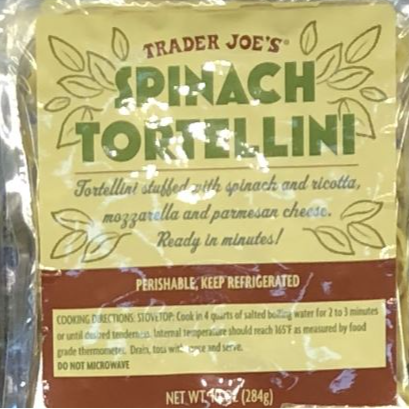 TRADER JOE'S®
SPINACH
TORTELLINI
Tortellini stuffed with spinach and ricotta,
mozzarella and parmesan cheese.
Ready in minutes!
PERISHABLE, KEEP REFRIGERATED
COOKING DIRECTIONS: STOVETOP: Cook in 4 quarts of salted boiling water for 2 to 3 minutes
or until desired tenderness. Internal temperature should reach 165°F as measured by food
grade thermometer. Drain, toss with sauce and serve.
DO NOT MICROWAVE
NET WT. 10 OZ (284g)